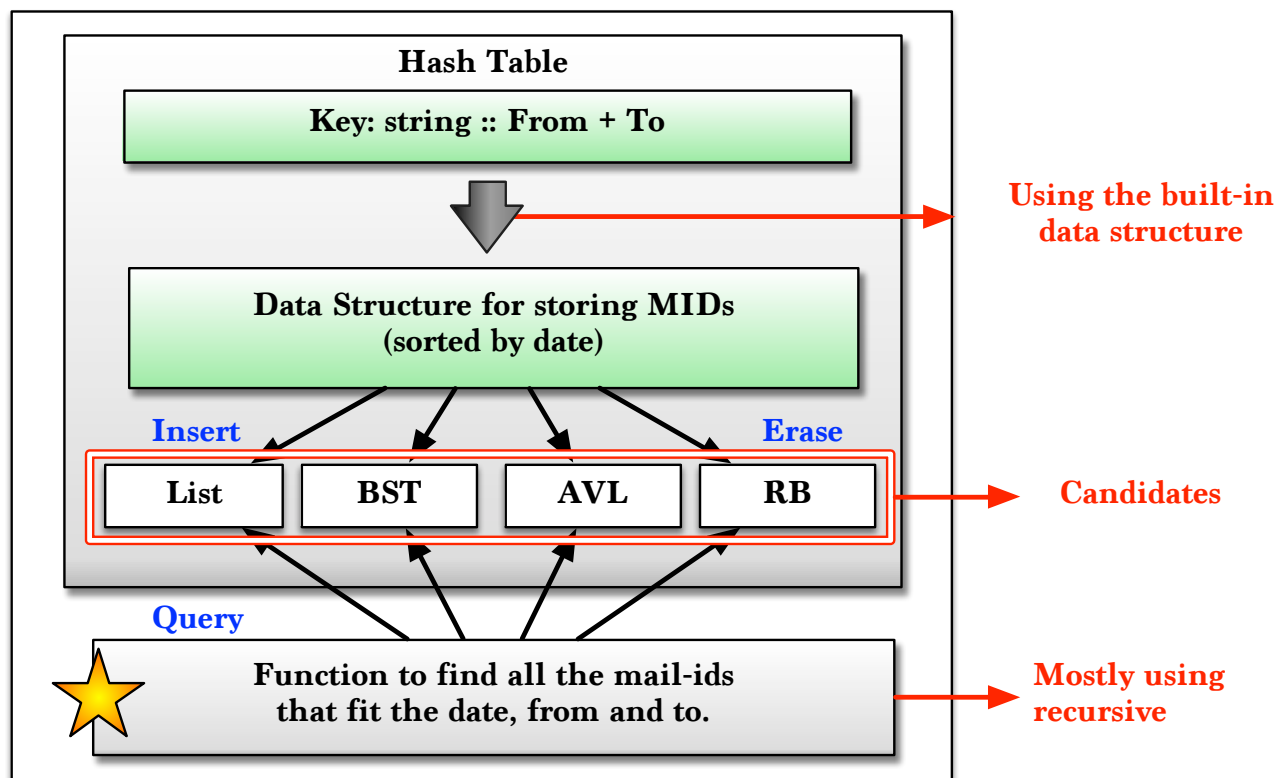 Hash Table
Key: string :: From + To
Using the built-in
data structure
Data Structure for storing MIDs
(sorted by date)
Insert
Erase
List
BST
AVL
RB
Candidates
Query
Function to find all the mail-ids
that fit the date, from and to.
Mostly using
recursive